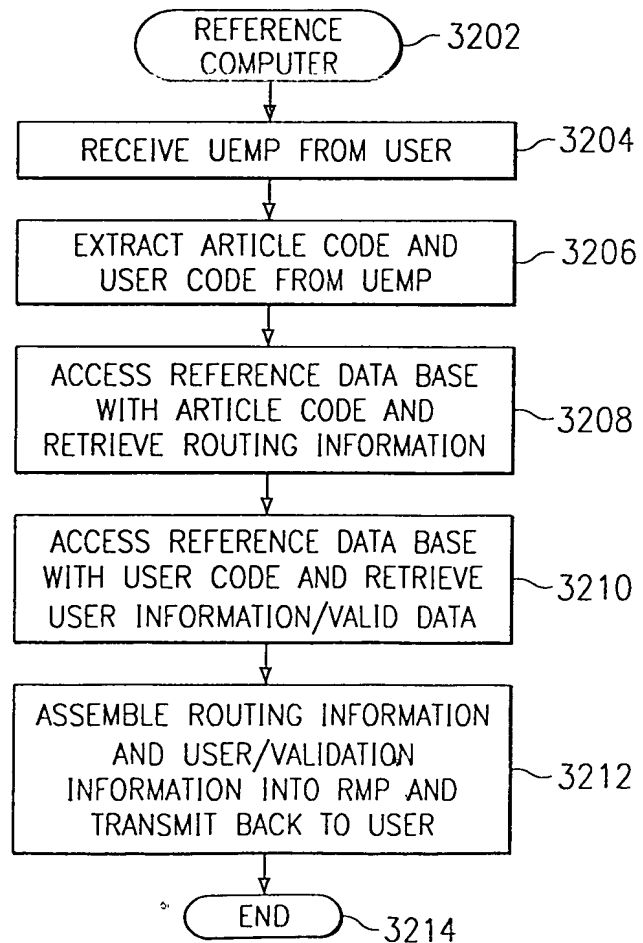 REFERENCE
COMPUTER
3202
RECEIVE UEMP FROM USER
3204
EXTRACT ARTICLE CODE AND
USER CODE FROM UEMP
3206
ACCESS REFERENCE DATA BASE
WITH ARTICLE CODE AND
RETRIEVE ROUTING INFORMATION
3208
ACCESS REFERENCE DATA BASE
WITH USER CODE AND RETRIEVE
USER INFORMATION/VALID DATA
3210
ASSEMBLE ROUTING INFORMATION
AND USER/VALIDATION
INFORMATION INTO RMP AND
TRANSMIT BACK TO USER
3212
END
3214